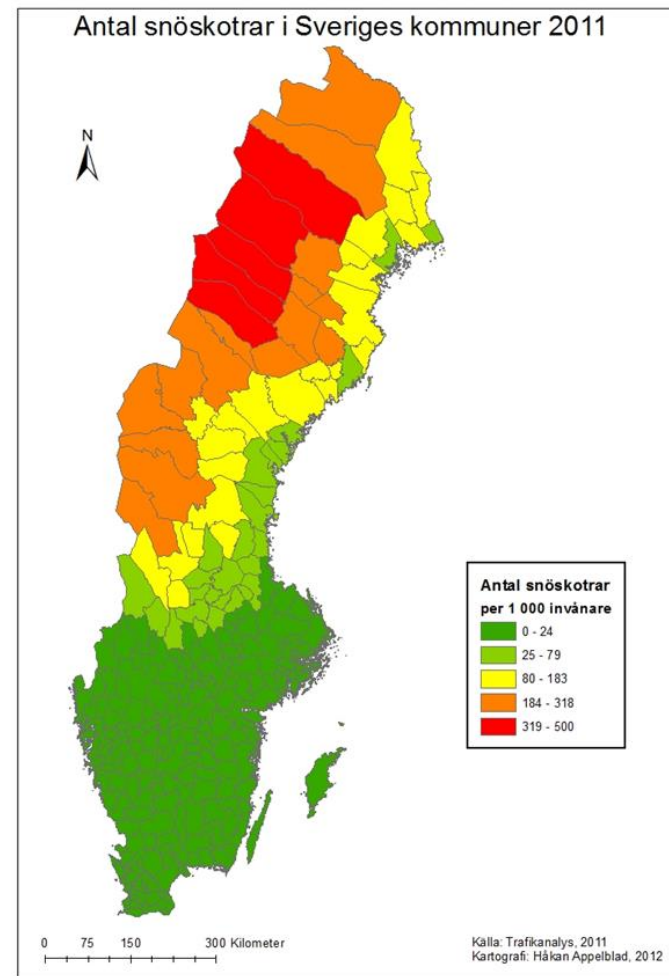 Antal snöskotrar i Sveriges kommuner 2011
N
Antal snöskotrar
per 1 000 invånare
0 - 24
25 - 79
80 - 183
184 - 318
319 - 500
0 75 150 300 Kilometer
Källa: Trafikanalys, 2011
Kartografi: Håkan Appelblad, 2012